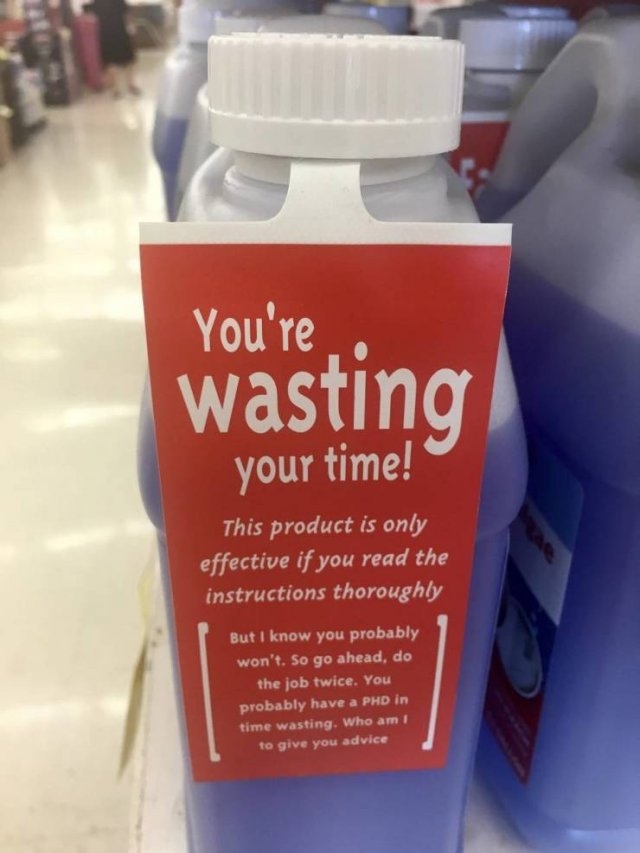 You're
wasting
your time!
This product is only
effective if you read the
instructions thoroughly
But I know you probably
won't. So go ahead, do
the job twice. You
probably have a PHD in
time wasting. Who am I
to give you advice